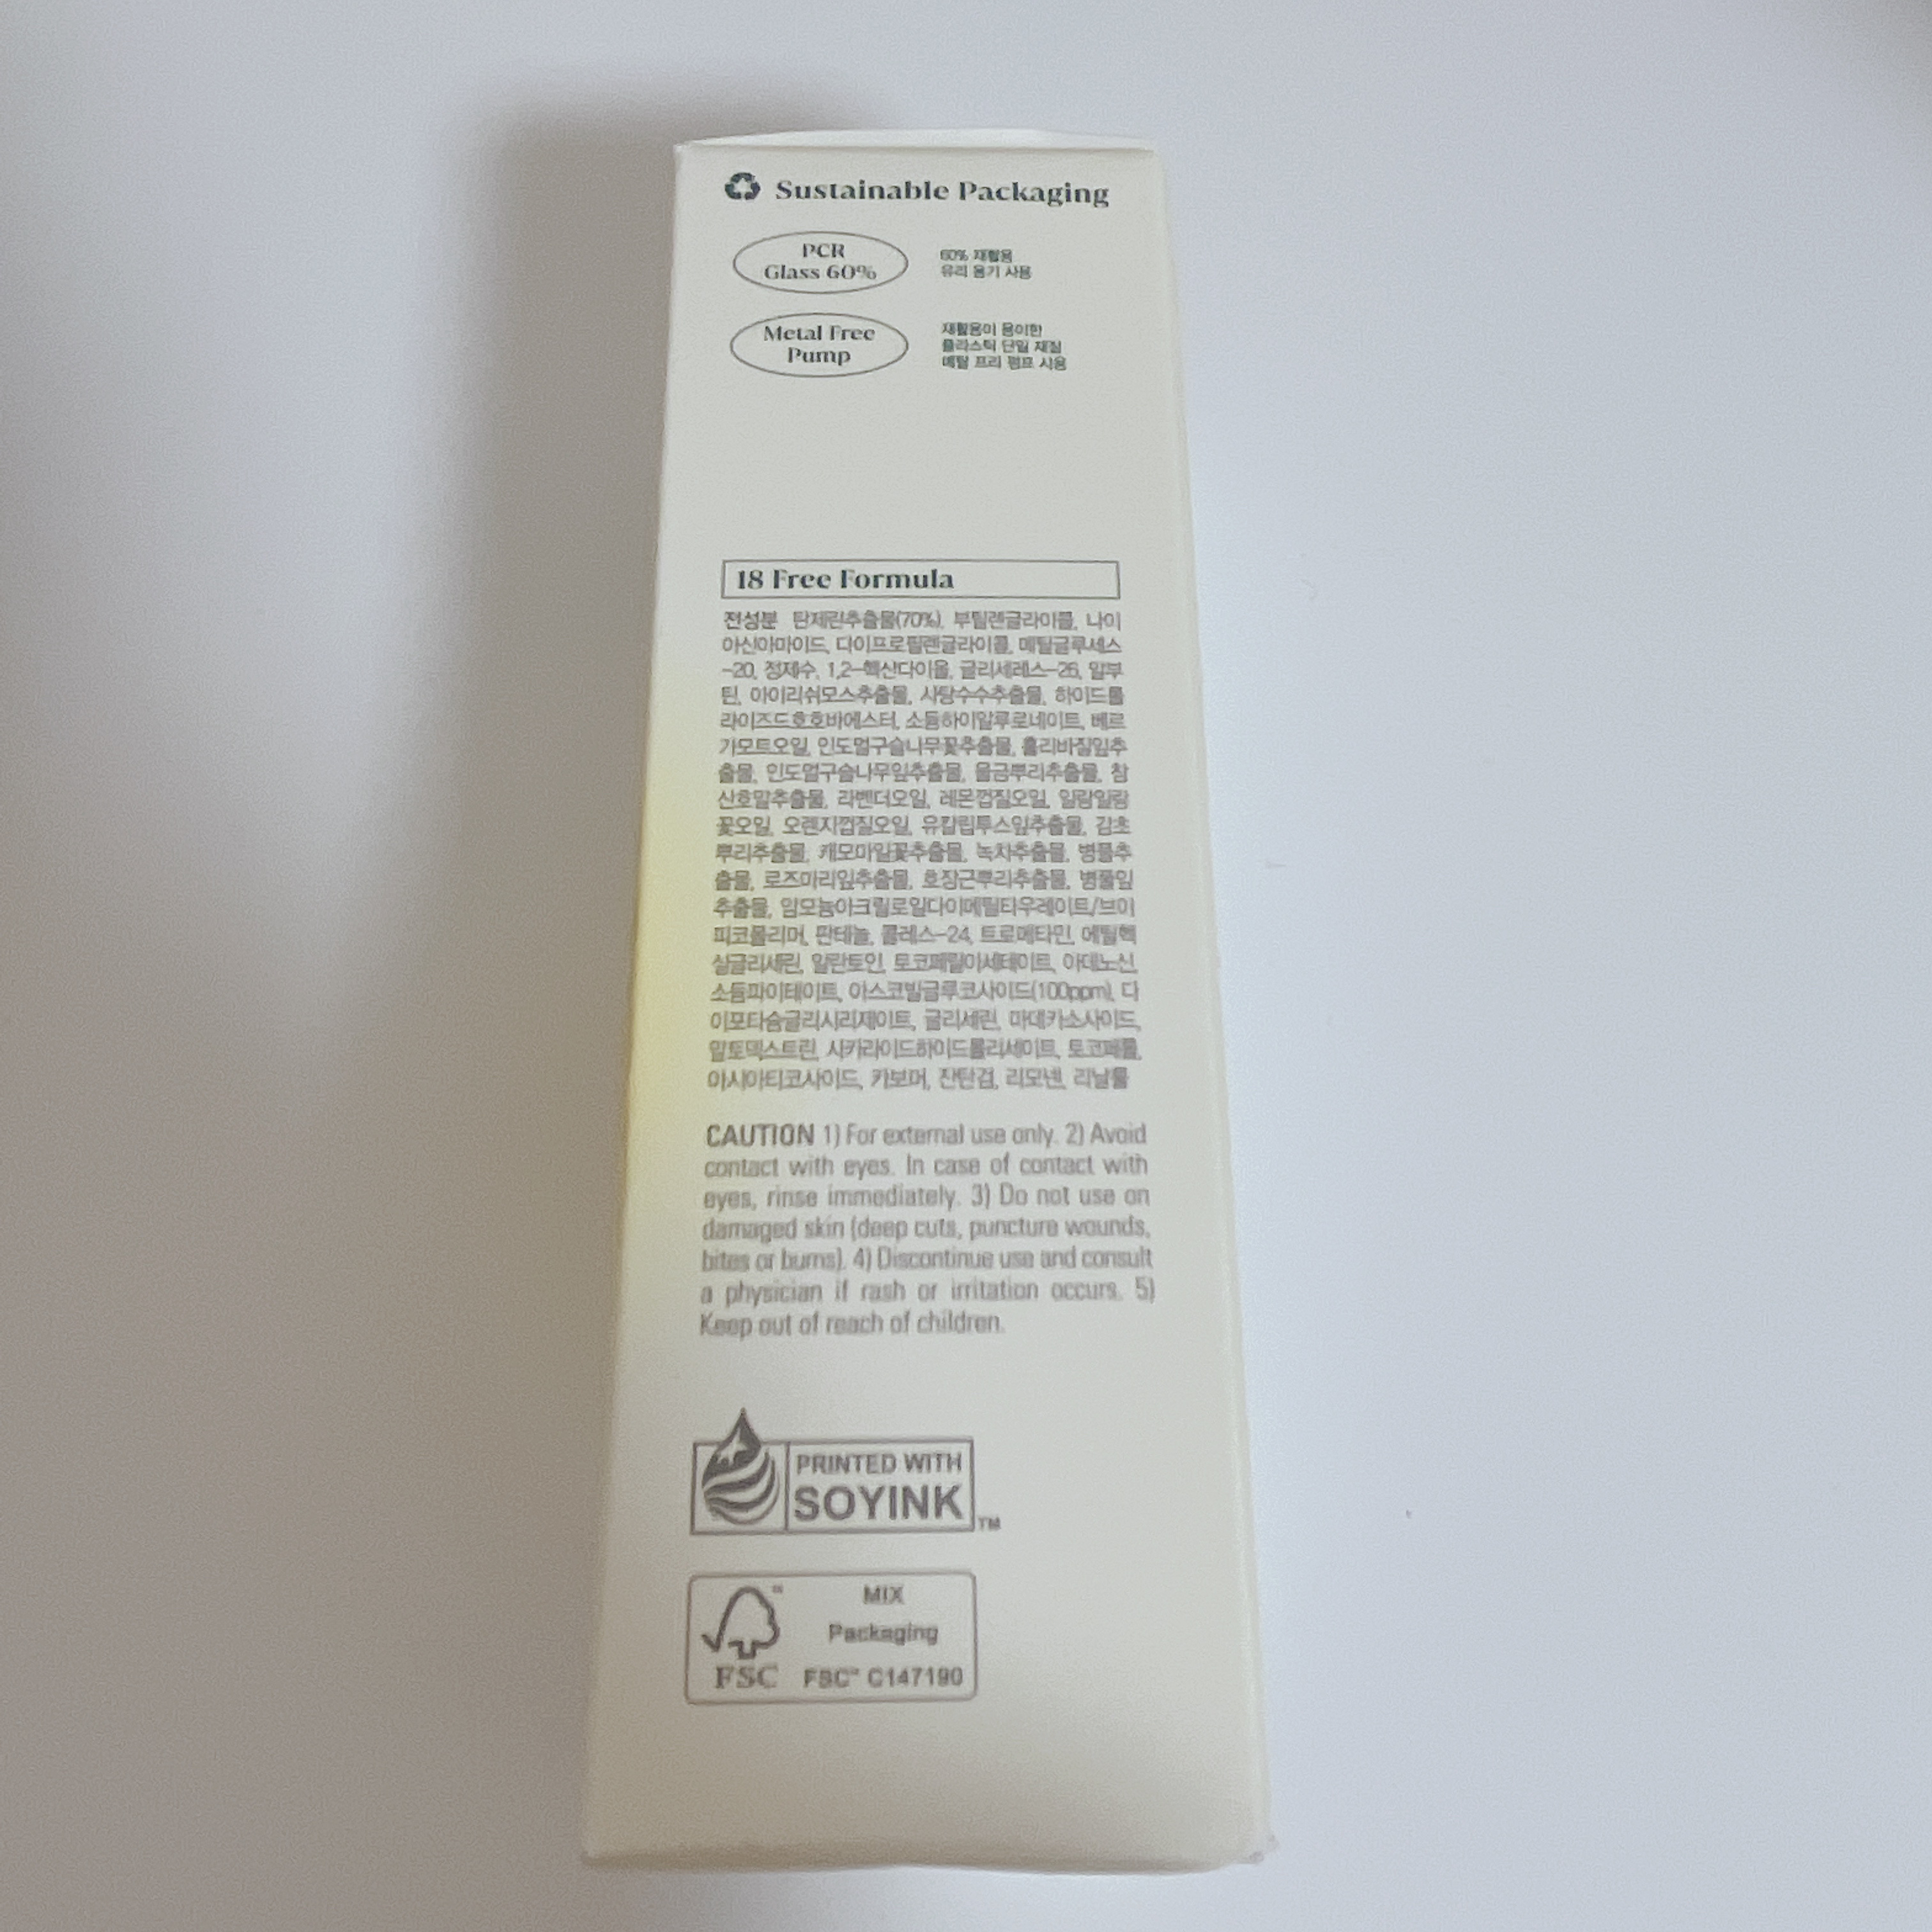 Sustainable Packaging
PCR
Glass 60%
60% 재활용
유리 용기 사용
Metal Free
Pump
재활용이 용이한
플라스틱 단일 재질
메탈 프리 펌프 사용
18 Free Formula
전성분 탄제린추출물(70%), 부틸렌글라이콜, 나이
아신아마이드, 다이프로필렌글라이콜, 메틸글루세스
-20, 정제수, 1,2-헥산다이올, 글리세레스-26, 알부
틴, 아이리쉬모스추출물, 사탕수수추출물, 하이드롤
라이즈드호호바에스터, 소듐하이알루로네이트, 베르
가모트오일, 인도멀구슬나무꽃추출물, 홀리바질잎추
출물, 인도멀구슬나무잎추출물, 울금뿌리추출물, 참
산호말추출물, 라벤더오일, 레몬껍질오일, 일랑일랑
꽃오일, 오렌지껍질오일, 유칼립투스잎추출물, 감초
뿌리추출물, 캐모마일꽃추출물, 녹차추출물, 병풀추
출물, 로즈마리잎추출물, 호장근뿌리추출물, 병풀잎
추출물, 암모늄아크릴로일다이메틸타우레이트/브이
피코폴리머, 판테놀, 콜레스-24, 트로메타민, 에틸헥
실글리세린, 알란토인, 토코페릴아세테이트, 아데노신,
소듐파이테이트, 아스코빌글루코사이드(100ppm), 다
이포타슘글리시리제이트, 글리세린, 마데카소사이드,
말토덱스트린, 사카라이드하이드롤리세이트, 토코페롤,
아시아티코사이드, 카보머, 잔탄검, 리모넨, 리날룰
CAUTION 1) For external use only. 2) Avoid
contact with eyes. In case of contact with
eyes, rinse immediately. 3) Do not use on
damaged skin (deep cuts, puncture wounds,
bites or burns). 4) Discontinue use and consult
a physician if rash or irritation occurs. 5)
Keep out of reach of children.
PRINTED WITH
SOYINK TM
MIX
Packaging
FSC FSC™ C147190